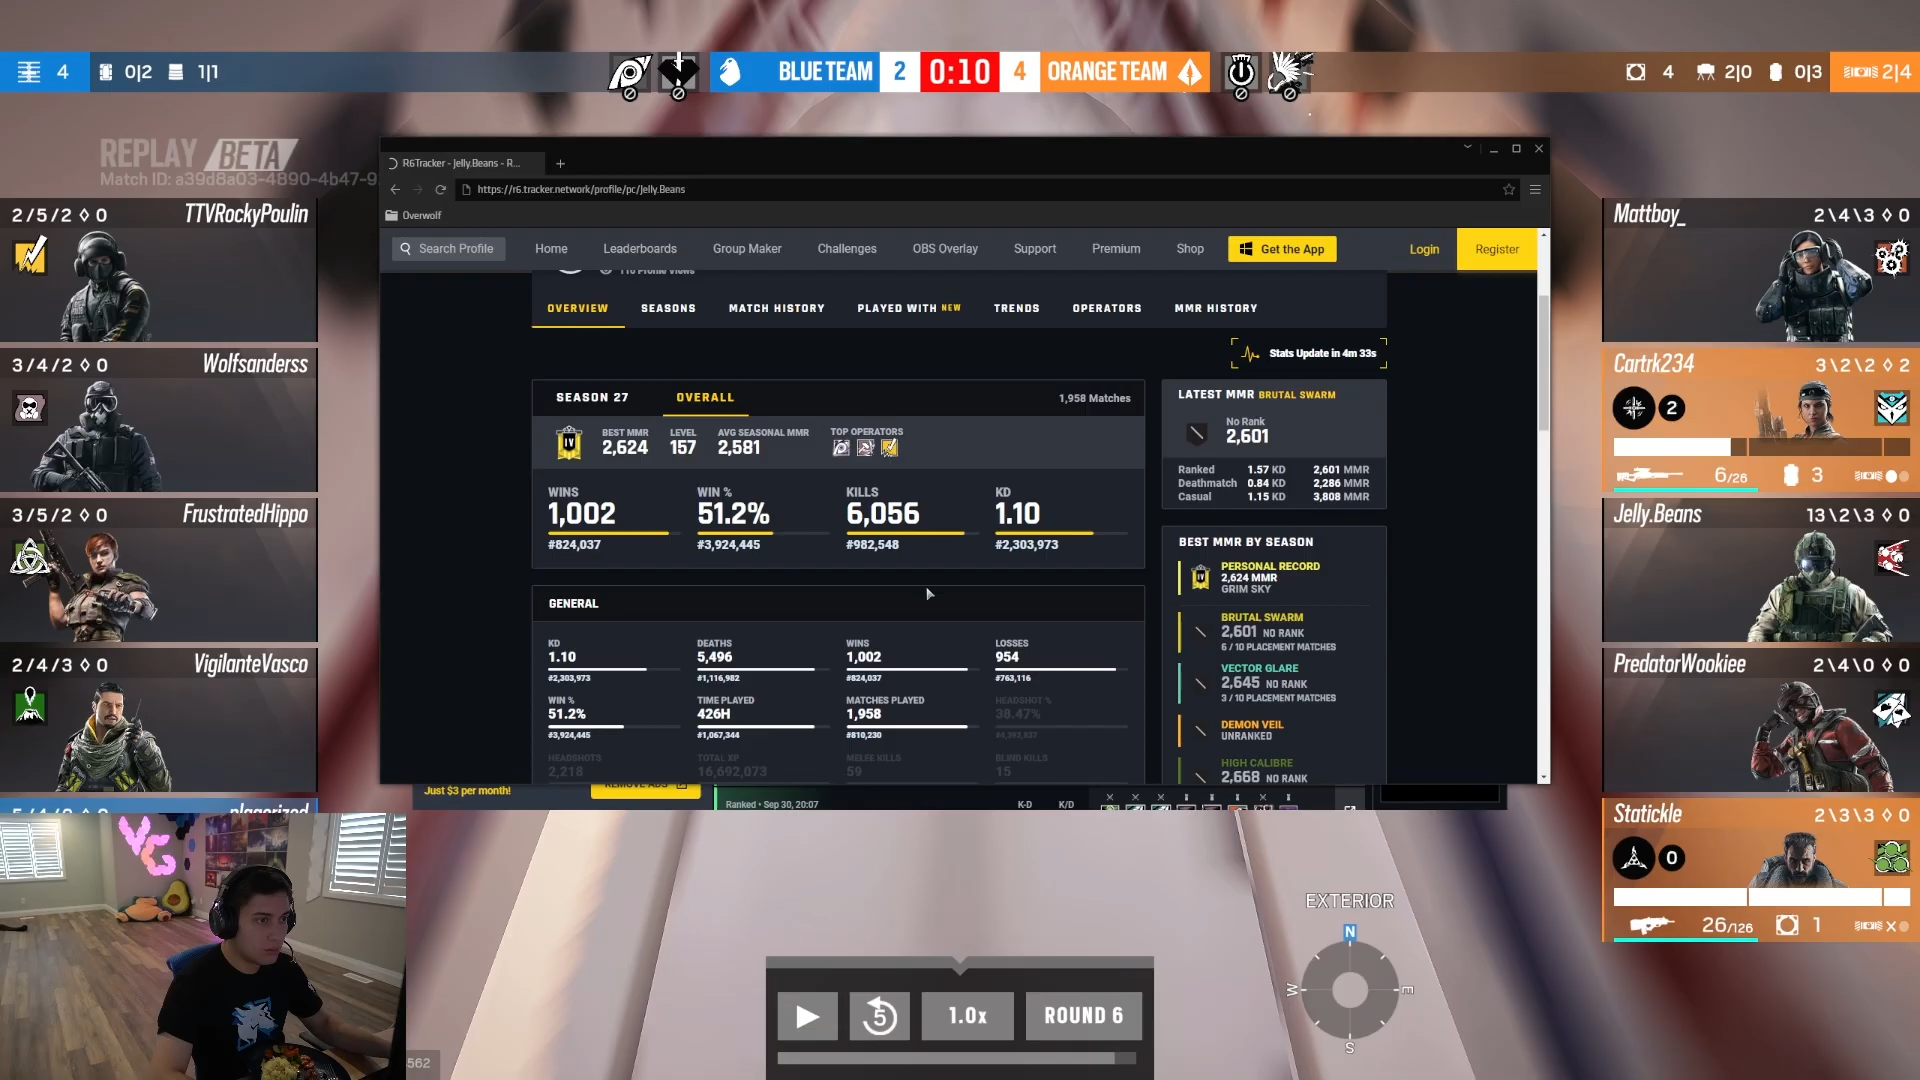 4 0|2 1|1 BLUE TEAM 2 0:10 4 ORANGE TEAM 4 2|0 0|3 2|4
REPLAY BETA
Match ID: a39d8a03-4890-4b47-9
R6Tracker - Jelly.Beans - R...
https://r6.tracker.network/profile/pc/Jelly.Beans
Overwolf
Search Profile Home Leaderboards Group Maker Challenges OBS Overlay Support Premium Shop Get the App Login Register
110 Profile Views
OVERVIEW SEASONS MATCH HISTORY PLAYED WITH NEW TRENDS OPERATORS MMR HISTORY
Stats Update in 4m 33s
SEASON 27 OVERALL 1,958 Matches
IV BEST MMR LEVEL AVG SEASONAL MMR TOP OPERATORS
2,624 157 2,581
WINS WIN % KILLS KD
1,002 51.2% 6,056 1.10
#824,037 #3,924,445 #982,548 #2,303,973
GENERAL
KD DEATHS WINS LOSSES
1.10 5,496 1,002 954
#2,303,973 #1,116,982 #824,037 #763,116
WIN % TIME PLAYED MATCHES PLAYED HEADSHOT %
51.2% 426H 1,958 38.47%
#3,924,445 #1,067,344 #810,230
HEADSHOTS TOTAL XP MELEE KILLS BLIND KILLS
2,218 16,692,073 59 15
LATEST MMR BRUTAL SWARM
No Rank
2,601
Ranked 1.57 KD 2,601 MMR
Deathmatch 0.84 KD 2,286 MMR
Casual 1.15 KD 3,808 MMR
BEST MMR BY SEASON
IV PERSONAL RECORD
2,624 MMR
GRIM SKY
BRUTAL SWARM
2,601 NO RANK
6 / 10 PLACEMENT MATCHES
VECTOR GLARE
2,645 NO RANK
3 / 10 PLACEMENT MATCHES
DEMON VEIL
UNRANKED
HIGH CALIBRE
2,668 NO RANK
Just $3 per month! REMOVE ADS
Ranked • Sep 30, 20:07 K-D K/D
2/5/2 ◊ 0 TTVRockyPoulin
3/4/2 ◊ 0 Wolfsanderss
3/5/2 ◊ 0 FrustratedHippo
2/4/3 ◊ 0 VigilanteVasco
plagerized
Mattboy_ 2\4\3 ◊ 0
Cartrk234 3\2\2 ◊ 2
2
6/26 3
Jelly.Beans 13\2\3 ◊ 0
PredatorWookiee 2\4\0 ◊ 0
Statickle 2\3\3 ◊ 0
0
26/126 1 X
VG
562
5 1.0x ROUND 6
EXTERIOR
N
W E
S